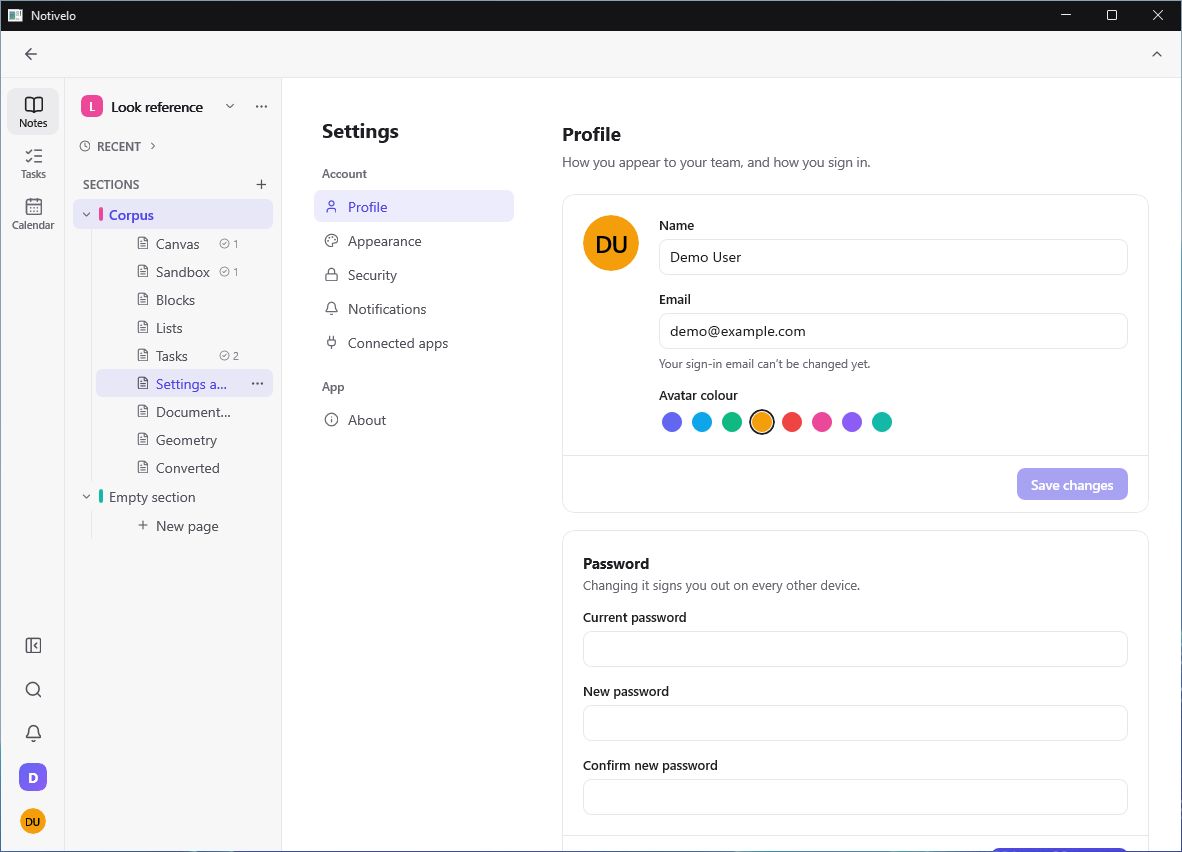 Notivelo
Notes
Tasks
Calendar
L Look reference
RECENT
SECTIONS
Corpus
Canvas 1
Sandbox 1
Blocks
Lists
Tasks 2
Settings a...
Document...
Geometry
Converted
Empty section
New page
D
DU
Settings
Account
Profile
Appearance
Security
Notifications
Connected apps
App
About
Profile
How you appear to your team, and how you sign in.
DU
Name
Demo User
Email
demo@example.com
Your sign-in email can't be changed yet.
Avatar colour
Save changes
Password
Changing it signs you out on every other device.
Current password
New password
Confirm new password